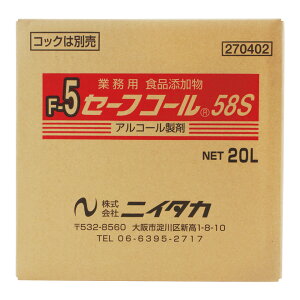 コックは別売
270402
業務用 食品添加物
F-5 セーフコール® 58S
アルコール製剤
NET 20L
株式会社 ニイタカ
〒532-8560 大阪市淀川区新高1-8-10
TEL 06-6395-2717